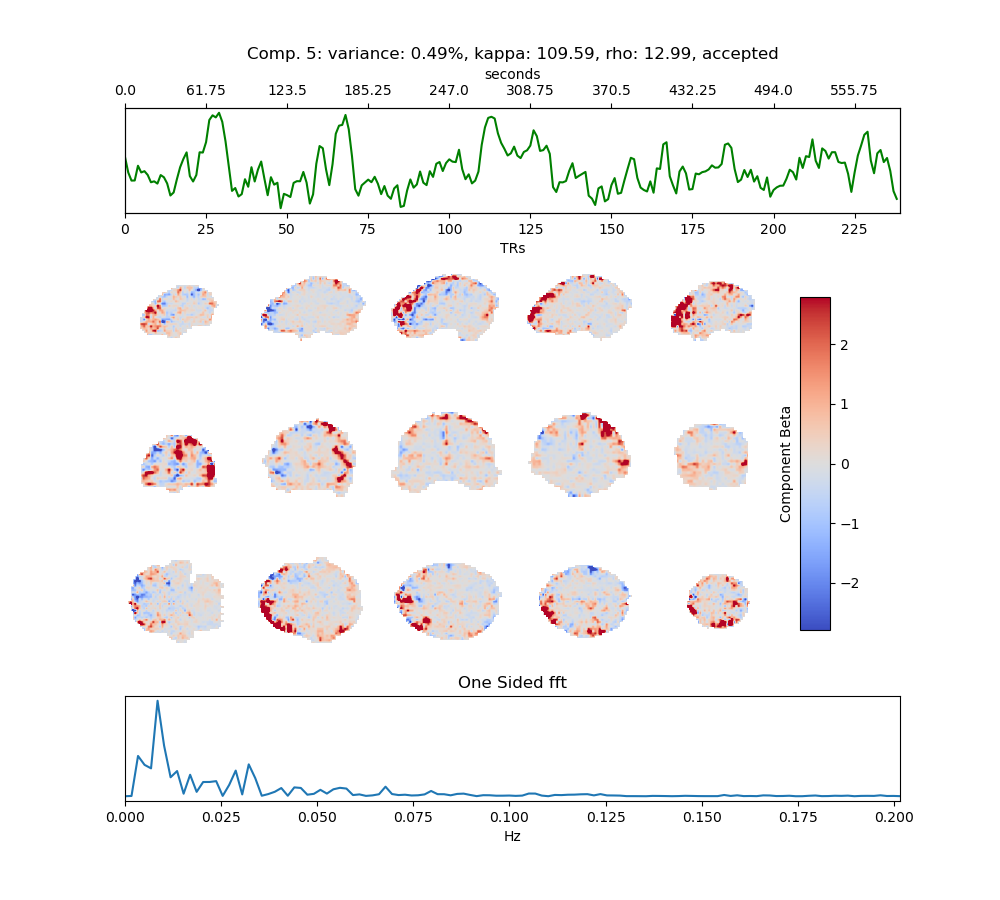 Comp. 5: variance: 0.49%, kappa: 109.59, rho: 12.99, accepted
seconds
0.0 61.75 123.5 185.25 247.0 308.75 370.5 432.25 494.0 555.75
0 25 50 75 100 125 150 175 200 225
TRs
2
1
0
−1
−2
Component Beta
One Sided fft
0.000 0.025 0.050 0.075 0.100 0.125 0.150 0.175 0.200
Hz